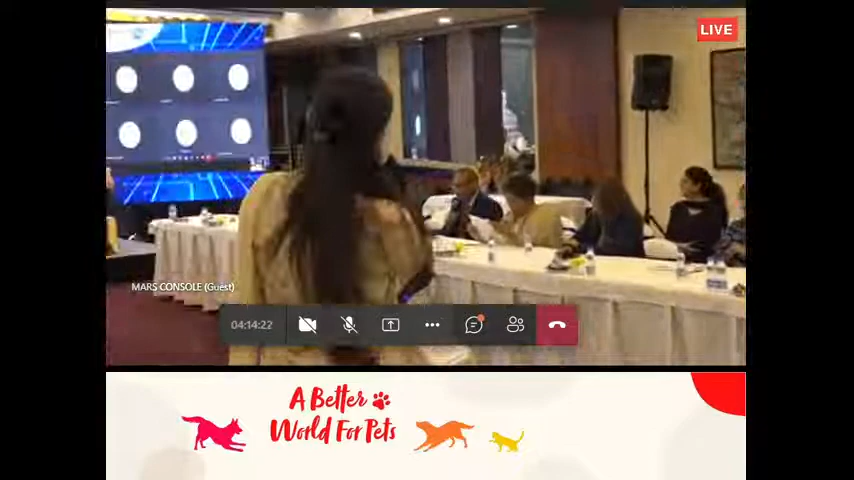 LIVE
MARS CONSOLE (Guest)
04:14:22
A Better
World For Pets